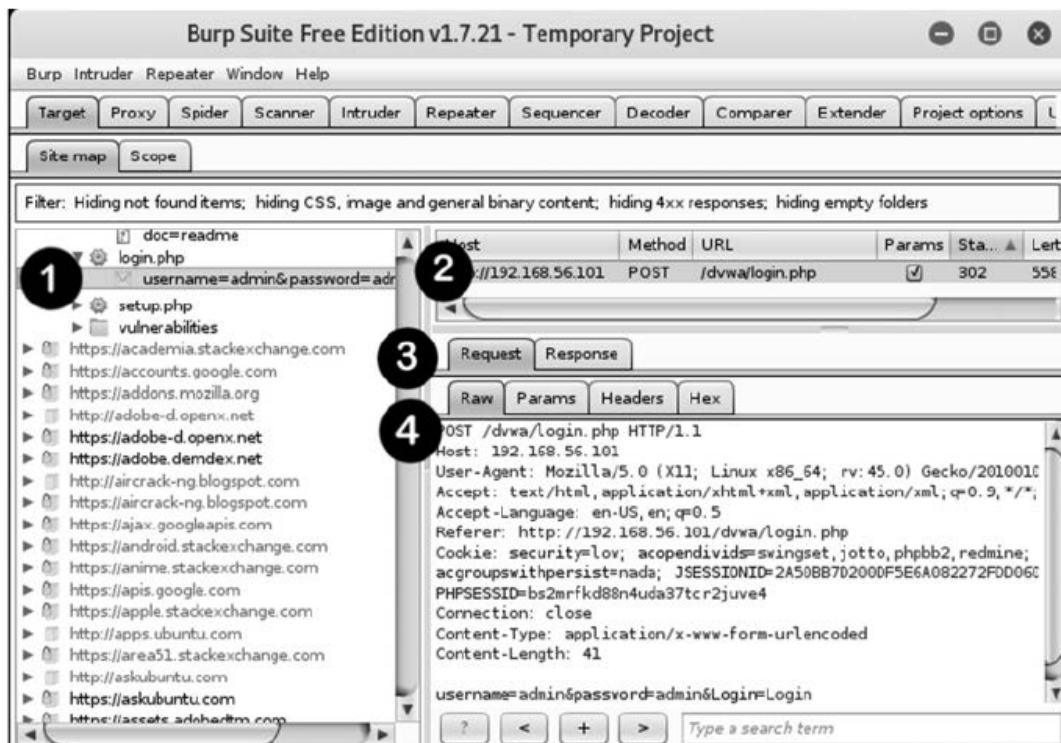 Burp Suite Free Edition v1.7.21 - Temporary Project
Burp Intruder Repeater Window Help
Target Proxy Spider Scanner Intruder Repeater Sequencer Decoder Comparer Extender Project options
Site map Scope
Filter: Hiding not found items; hiding CSS, image and general binary content; hiding 4xx responses; hiding empty folders
doc=readme
login.php
1
username=admin&password=adr
setup.php
vulnerabilities
https://academia.stackexchange.com
https://accounts.google.com
https://addons.mozilla.org
http://adobe-d.openx.net
https://adobe-d.openx.net
https://adobe.demdex.net
http://aircrack-ng.blogspot.com
https://aircrack-ng.blogspot.com
https://ajax.googleapis.com
https://android.stackexchange.com
https://anime.stackexchange.com
https://apis.google.com
https://apple.stackexchange.com
http://apps.ubuntu.com
https://area51.stackexchange.com
http://askubuntu.com
https://askubuntu.com
https://assets.adobedtm.com
Host Method URL Params Sta...
2
://192.168.56.101 POST /dvwa/login.php 302 558
3
Request Response
Raw Params Headers Hex
4
POST /dvwa/login.php HTTP/1.1
Host: 192.168.56.101
User-Agent: Mozilla/5.0 (X11; Linux x86_64; rv:45.0) Gecko/2010010
Accept: text/html,application/xhtml+xml,application/xml;q=0.9,*/*;
Accept-Language: en-US,en;q=0.5
Referer: http://192.168.56.101/dvwa/login.php
Cookie: security=low; acopendivids=swingset,jotto,phpbb2,redmine;
acgroupswithpersist=nada; JSESSIONID=2A50BB7D200DF5E6A082272FDD060
PHPSESSID=bs2mrfkd88n4uda37tcr2juve4
Connection: close
Content-Type: application/x-www-form-urlencoded
Content-Length: 41
username=admin&password=admin&Login=Login
? < + > Type a search term